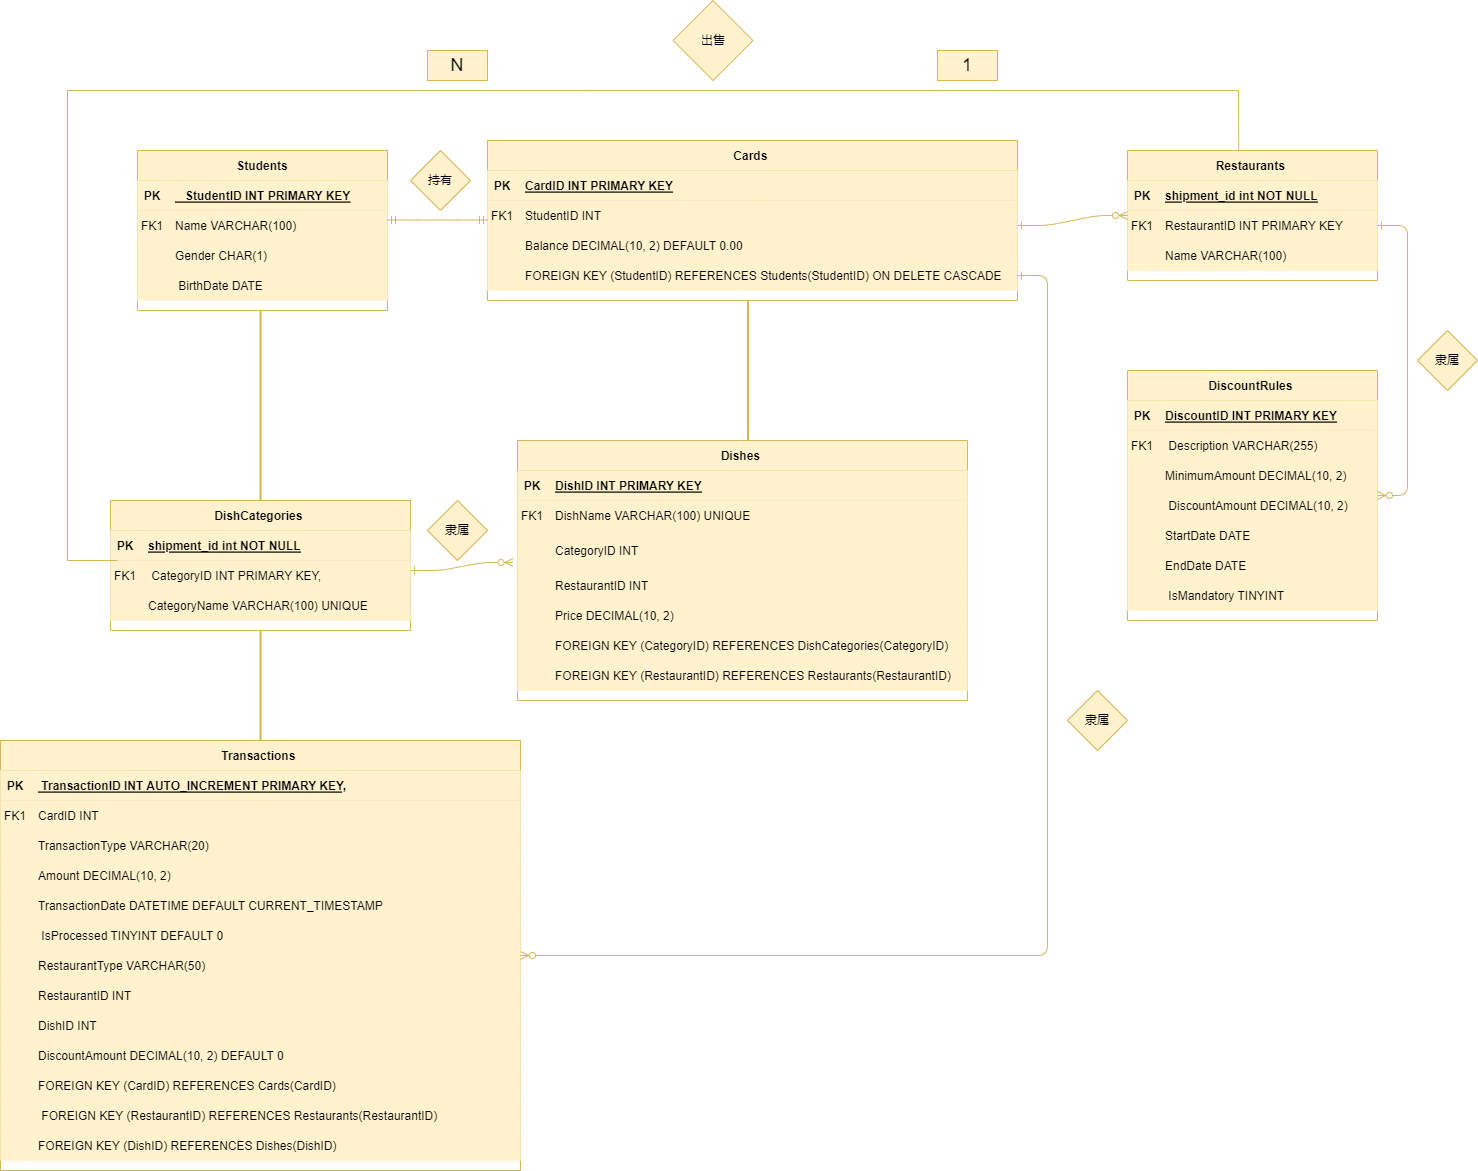 出售
N
1
Students
PK StudentID INT PRIMARY KEY
FK1 Name VARCHAR(100)
Gender CHAR(1)
BirthDate DATE
持有
Cards
PK CardID INT PRIMARY KEY
FK1 StudentID INT
Balance DECIMAL(10, 2) DEFAULT 0.00
FOREIGN KEY (StudentID) REFERENCES Students(StudentID) ON DELETE CASCADE
Restaurants
PK shipment_id int NOT NULL
FK1 RestaurantID INT PRIMARY KEY
Name VARCHAR(100)
隶属
DiscountRules
PK DiscountID INT PRIMARY KEY
FK1 Description VARCHAR(255)
MinimumAmount DECIMAL(10, 2)
DiscountAmount DECIMAL(10, 2)
StartDate DATE
EndDate DATE
IsMandatory TINYINT
DishCategories
PK shipment_id int NOT NULL
FK1 CategoryID INT PRIMARY KEY,
CategoryName VARCHAR(100) UNIQUE
隶属
Dishes
PK DishID INT PRIMARY KEY
FK1 DishName VARCHAR(100) UNIQUE
CategoryID INT
RestaurantID INT
Price DECIMAL(10, 2)
FOREIGN KEY (CategoryID) REFERENCES DishCategories(CategoryID)
FOREIGN KEY (RestaurantID) REFERENCES Restaurants(RestaurantID)
隶属
Transactions
PK TransactionID INT AUTO_INCREMENT PRIMARY KEY,
FK1 CardID INT
TransactionType VARCHAR(20)
Amount DECIMAL(10, 2)
TransactionDate DATETIME DEFAULT CURRENT_TIMESTAMP
IsProcessed TINYINT DEFAULT 0
RestaurantType VARCHAR(50)
RestaurantID INT
DishID INT
DiscountAmount DECIMAL(10, 2) DEFAULT 0
FOREIGN KEY (CardID) REFERENCES Cards(CardID)
FOREIGN KEY (RestaurantID) REFERENCES Restaurants(RestaurantID)
FOREIGN KEY (DishID) REFERENCES Dishes(DishID)